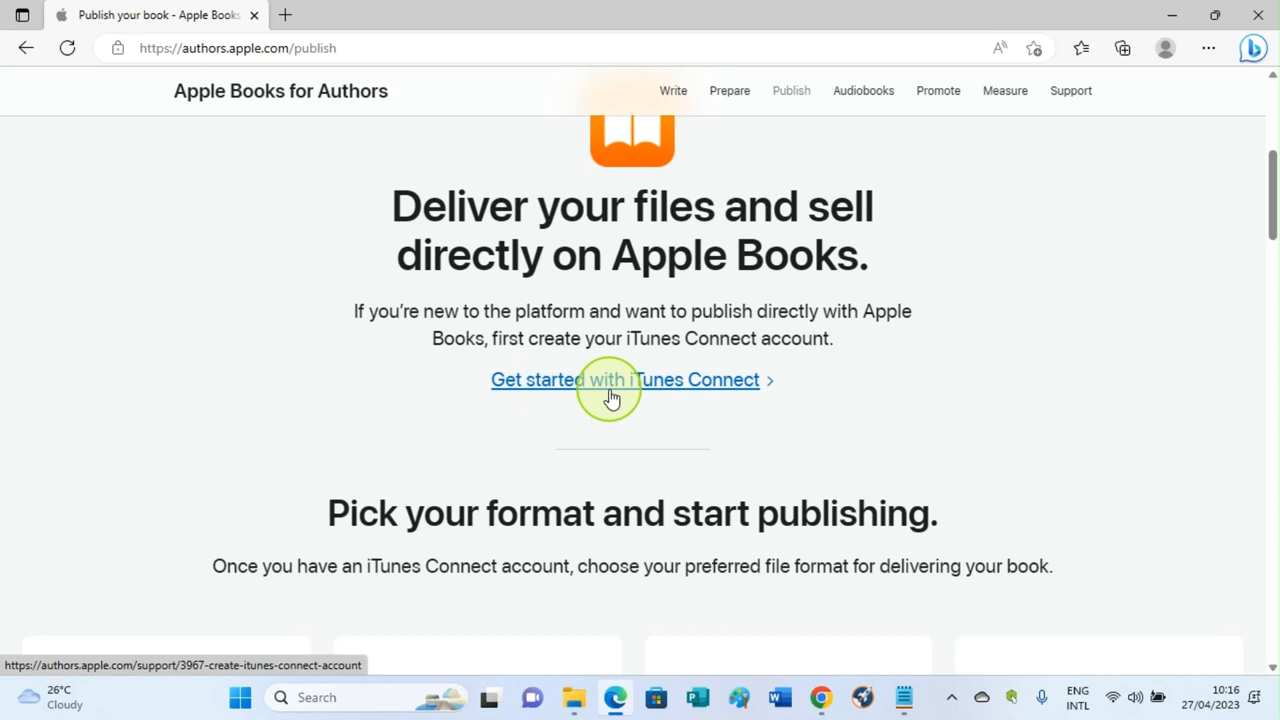 Publish your book - Apple Books
https://authors.apple.com/publish
Apple Books for Authors
Write Prepare Publish Audiobooks Promote Measure Support
Deliver your files and sell
directly on Apple Books.
If you're new to the platform and want to publish directly with Apple
Books, first create your iTunes Connect account.
Get started with iTunes Connect >
Pick your format and start publishing.
Once you have an iTunes Connect account, choose your preferred file format for delivering your book.
https://authors.apple.com/support/3967-create-itunes-connect-account
26°C
Cloudy
Search
ENG
INTL
10:16
27/04/2023